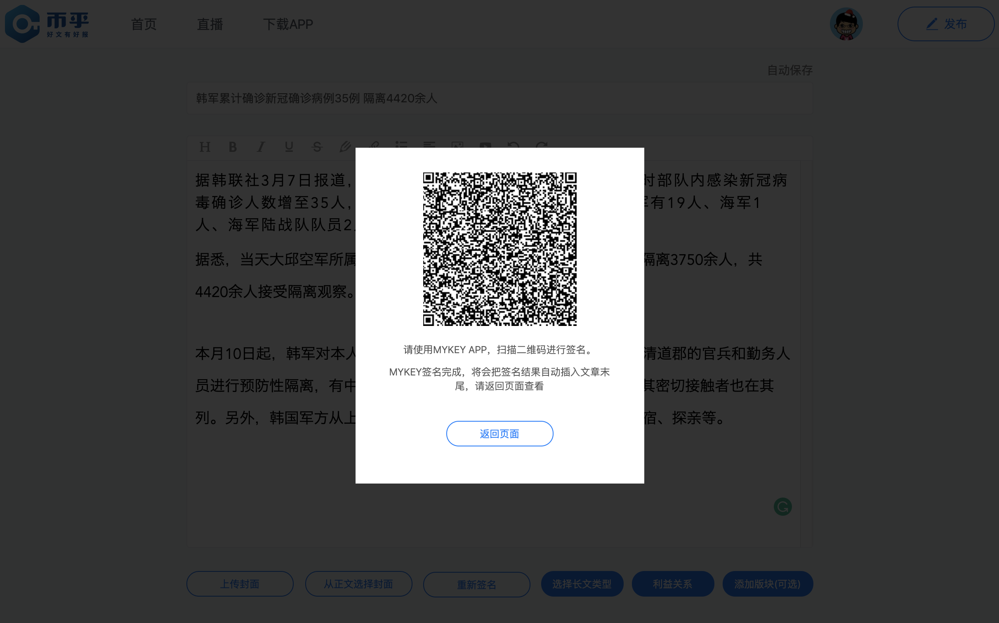 币乎
好文有好报
首页
直播
下载APP
发布
自动保存
韩军累计确诊新冠确诊病例35例 隔离4420余人
据韩联社3月7日报道，
时部队内感染新冠病
毒确诊人数增至35人，
军有19人、海军1
人、海军陆战队队员2
据悉，当天大邱空军所属
隔离3750余人，共
4420余人接受隔离观察。
本月10日起，韩军对本人
清道郡的官兵和勤务人
员进行预防性隔离，有中
其密切接触者也在其
列。另外，韩国军方从上
宿、探亲等。
请使用MYKEY APP，扫描二维码进行签名。
MYKEY签名完成，将会把签名结果自动插入文章末
尾，请返回页面查看
返回页面
上传封面
从正文选择封面
重新签名
选择长文类型
利益关系
添加版块(可选)